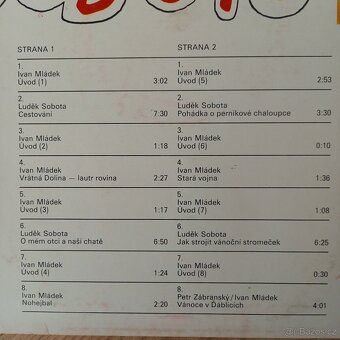 STRANA 1
1.
Ivan Mládek
Úvod (1) 3:02
2.
Luděk Sobota
Cestování 7:30
3.
Ivan Mládek
Úvod (2) 1:18
4.
Ivan Mládek
Vrátná Dolina — lautr rovina 2:27
5.
Ivan Mládek
Úvod (3) 1:17
6.
Luděk Sobota
O mém otci a naší chatě 6:50
7.
Ivan Mládek
Úvod (4) 1:24
8.
Ivan Mládek
Nohejbal 2:20
STRANA 2
1.
Ivan Mládek
Úvod (5) 2:53
2.
Luděk Sobota
Pohádka o perníkové chaloupce 3:30
3.
Ivan Mládek
Úvod (6) 0:10
4.
Ivan Mládek
Stará vojna 1:36
5.
Ivan Mládek
Úvod (7) 1:08
6.
Luděk Sobota
Jak strojit vánoční stromeček 6:25
7.
Ivan Mládek
Úvod (8) 0:30
8.
Petr Zábranský/Ivan Mládek
Vánoce v Ďáblicích 4:01